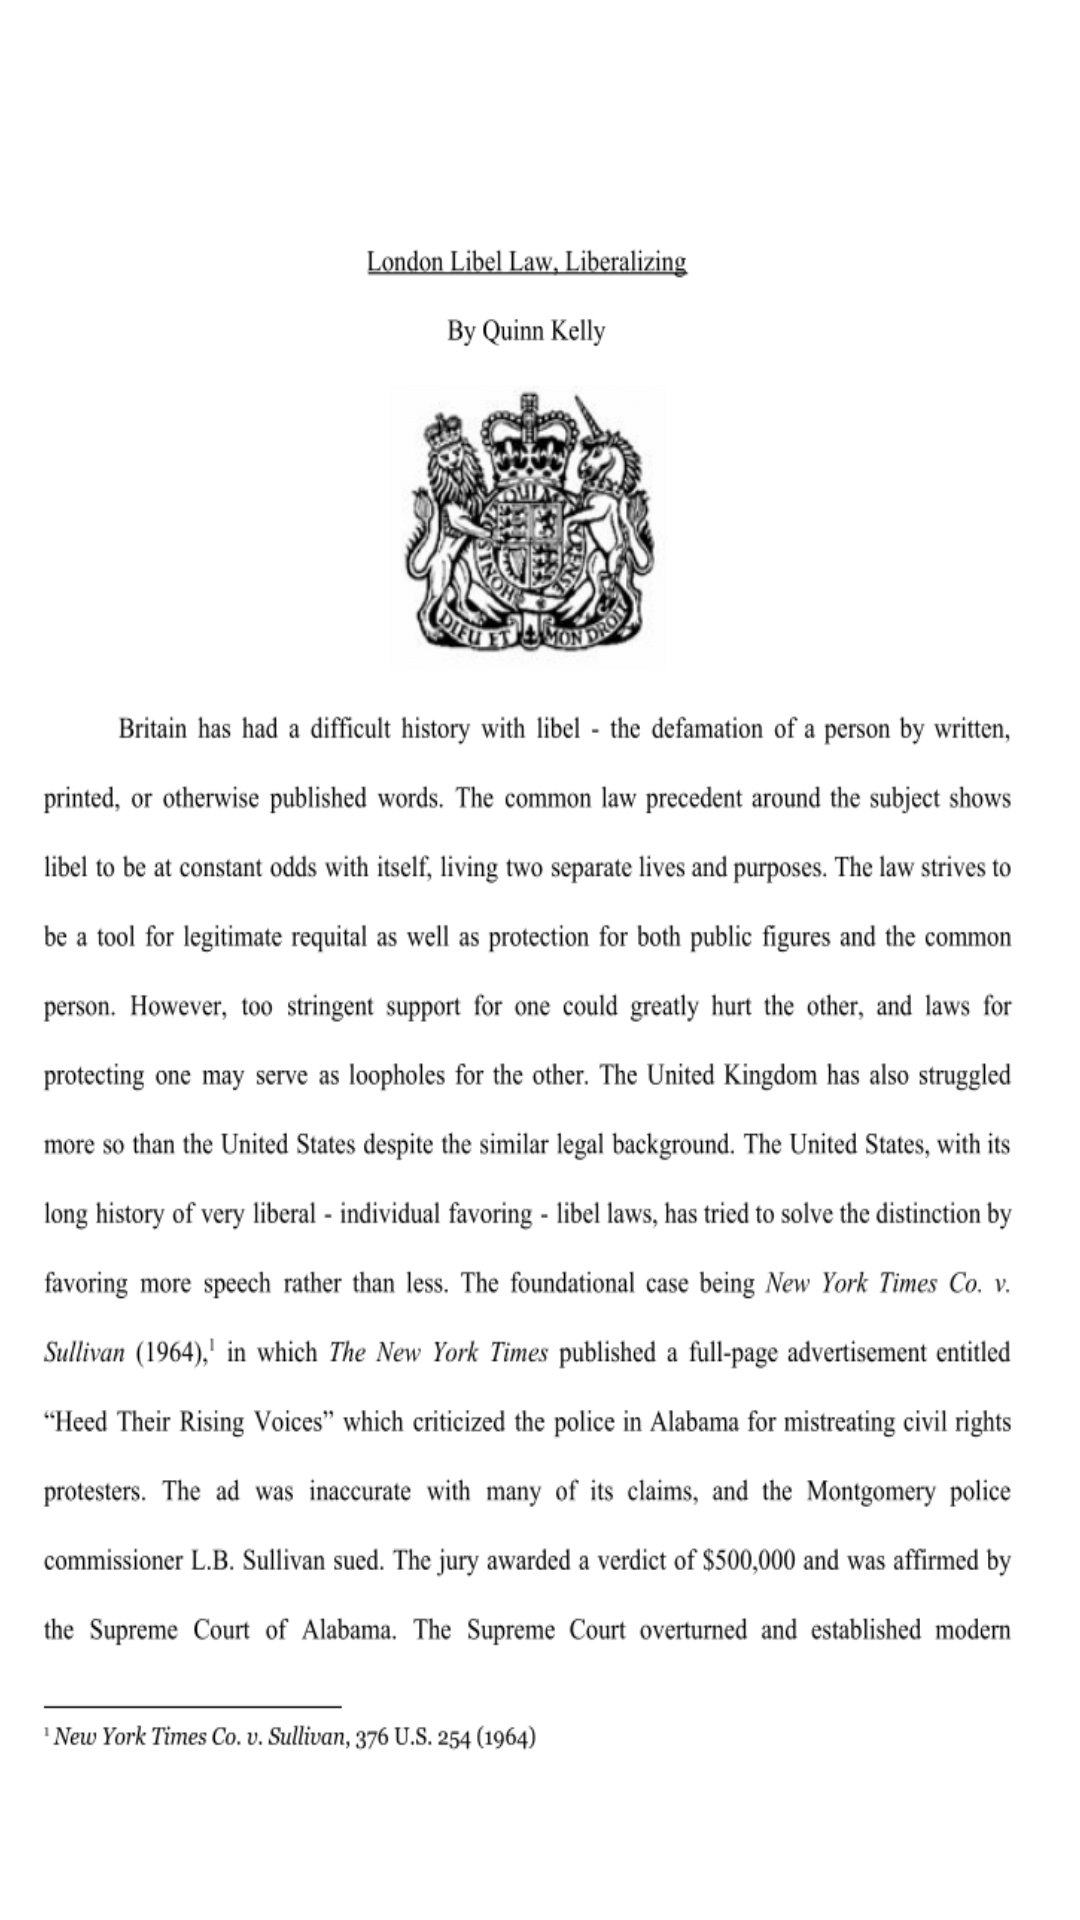 London Libel Law, Liberalizing
By Quinn Kelly
QUI M
HONI S
PENSE
DIEU ET MON DROIT
Britain has had a difficult history with libel - the defamation of a person by written,
printed, or otherwise published words. The common law precedent around the subject shows
libel to be at constant odds with itself, living two separate lives and purposes. The law strives to
be a tool for legitimate requital as well as protection for both public figures and the common
person. However, too stringent support for one could greatly hurt the other, and laws for
protecting one may serve as loopholes for the other. The United Kingdom has also struggled
more so than the United States despite the similar legal background. The United States, with its
long history of very liberal - individual favoring - libel laws, has tried to solve the distinction by
favoring more speech rather than less. The foundational case being New York Times Co. v.
Sullivan (1964),¹ in which The New York Times published a full-page advertisement entitled
“Heed Their Rising Voices” which criticized the police in Alabama for mistreating civil rights
protesters. The ad was inaccurate with many of its claims, and the Montgomery police
commissioner L.B. Sullivan sued. The jury awarded a verdict of $500,000 and was affirmed by
the Supreme Court of Alabama. The Supreme Court overturned and established modern
¹ New York Times Co. v. Sullivan, 376 U.S. 254 (1964)